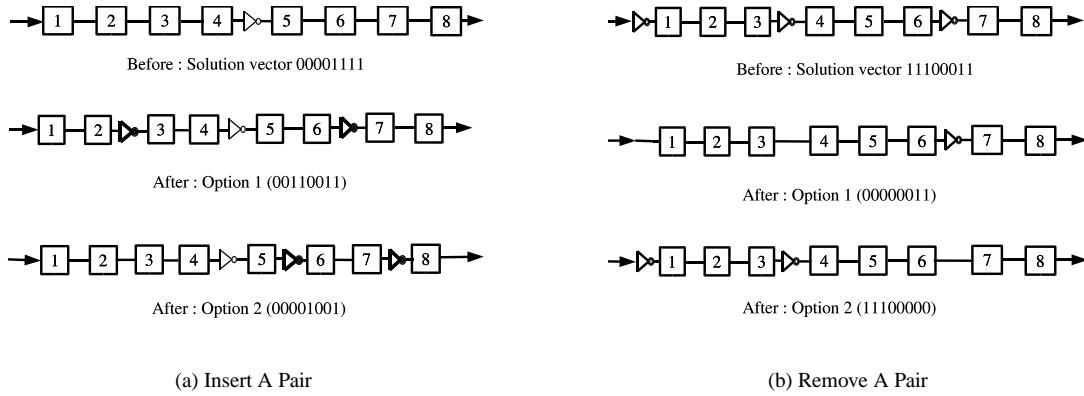 1 2 3 4 5 6 7 8
Before : Solution vector 00001111
1 2 3 4 5 6 7 8
After : Option 1 (00110011)
1 2 3 4 5 6 7 8
After : Option 2 (00001001)
(a) Insert A Pair
1 2 3 4 5 6 7 8
Before : Solution vector 11100011
1 2 3 4 5 6 7 8
After : Option 1 (00000011)
1 2 3 4 5 6 7 8
After : Option 2 (11100000)
(b) Remove A Pair